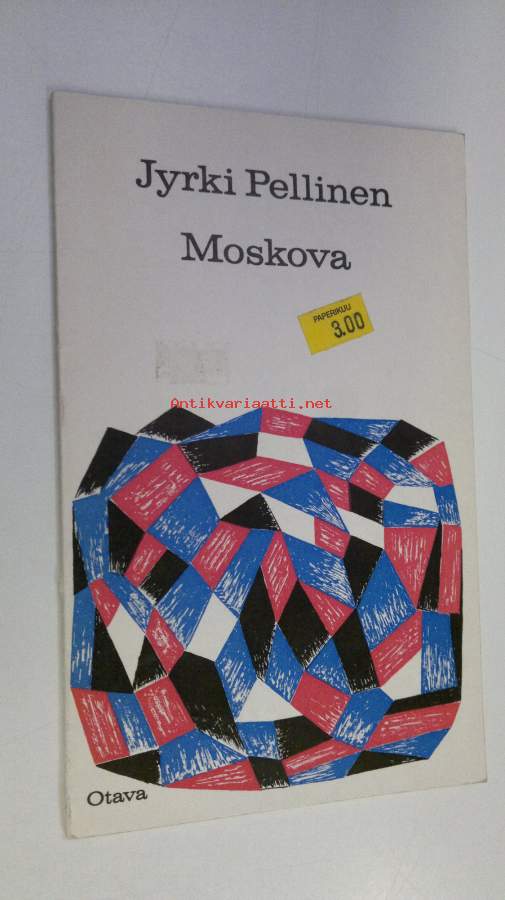 Jyrki Pellinen
Moskova
PAPERIKUU
3.00
Antikvariaatti.net
Otava